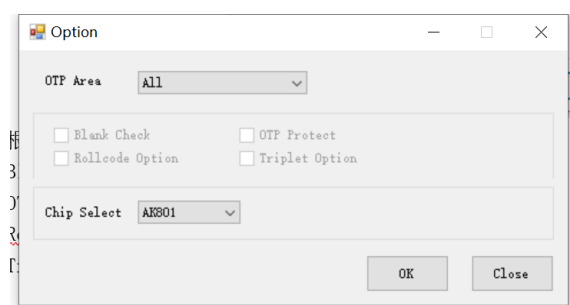 Option
OTP Area All
Blank Check OTP Protect
Rollcode Option Triplet Option
Chip Select AK801
OK Close